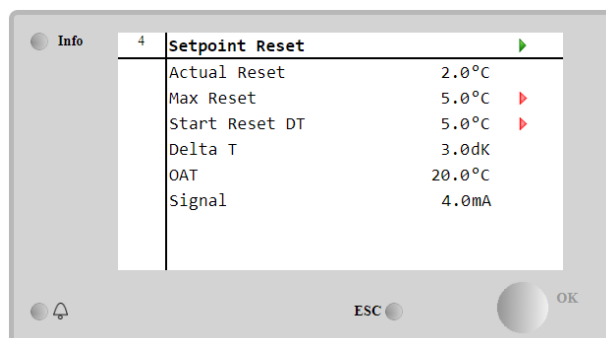 Info
4 Setpoint Reset
Actual Reset 2.0°C
Max Reset 5.0°C
Start Reset DT 5.0°C
Delta T 3.0dK
OAT 20.0°C
Signal 4.0mA
ESC
OK